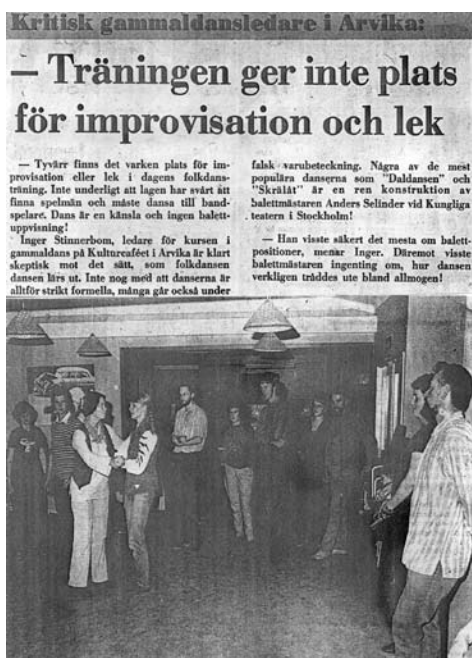 Kritisk gammaldansledare i Arvika:
— Träningen ger inte plats
för improvisation och lek
— Tyvärr finns det varken plats för im-
provisation eller lek i dagens folkdans-
träning. Inte underligt att lagen har svårt att
finna spelmän och måste dansa till band-
spelare. Dans är en känsla och ingen balett-
uppvisning!
Inger Stinnerbom, ledare för kursen i
gammaldans på Kulturcaféet i Arvika är klart
skeptisk mot det sätt, som folkdansen
dansen lärs ut. Inte nog med att danserna är
alltför strikt formella, många går också under
falsk varubeteckning. Några av de mest
populära danserna som "Daldansen" och
"Skrälåt" är en ren konstruktion av
balettmästaren Anders Selinder vid Kungliga
teatern i Stockholm!
— Han visste säkert det mesta om balett-
positioner, menar Inger. Däremot visste
balettmästaren ingenting om, hur dansen
verkligen tråddes ute bland allmogen!